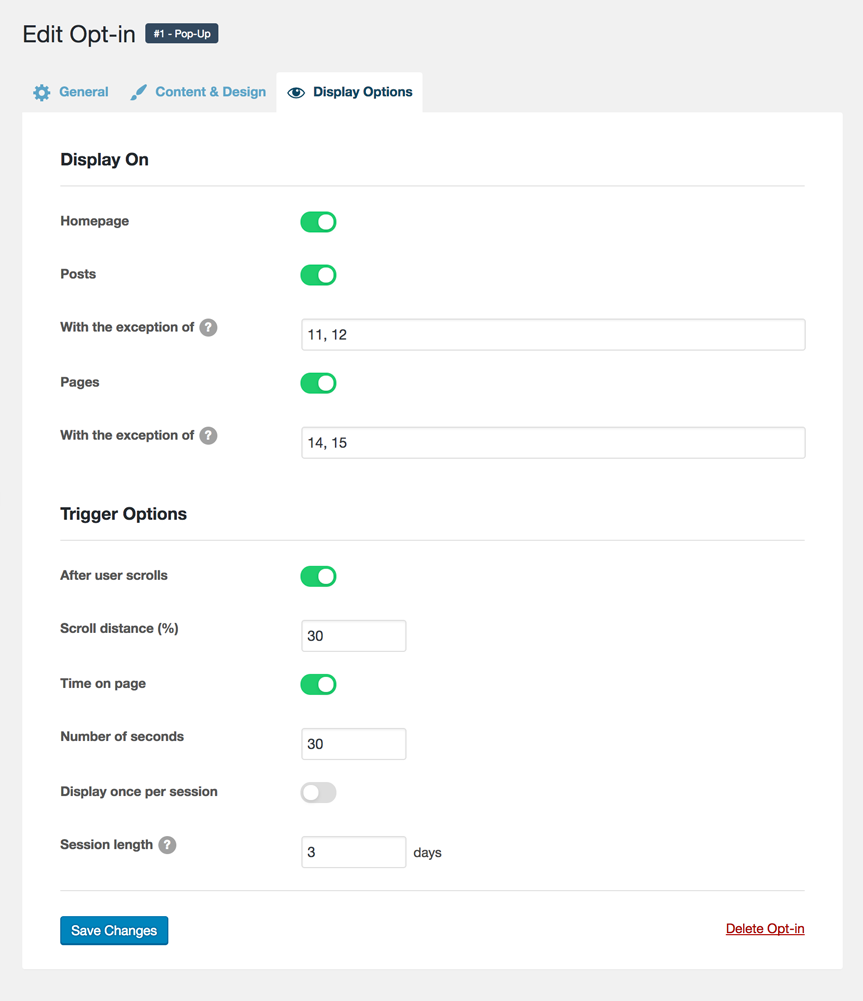 Edit Opt-in #1 - Pop-Up
General Content & Design Display Options
Display On
Homepage
Posts
With the exception of ? 11, 12
Pages
With the exception of ? 14, 15
Trigger Options
After user scrolls
Scroll distance (%) 30
Time on page
Number of seconds 30
Display once per session
Session length ? 3 days
Save Changes Delete Opt-in